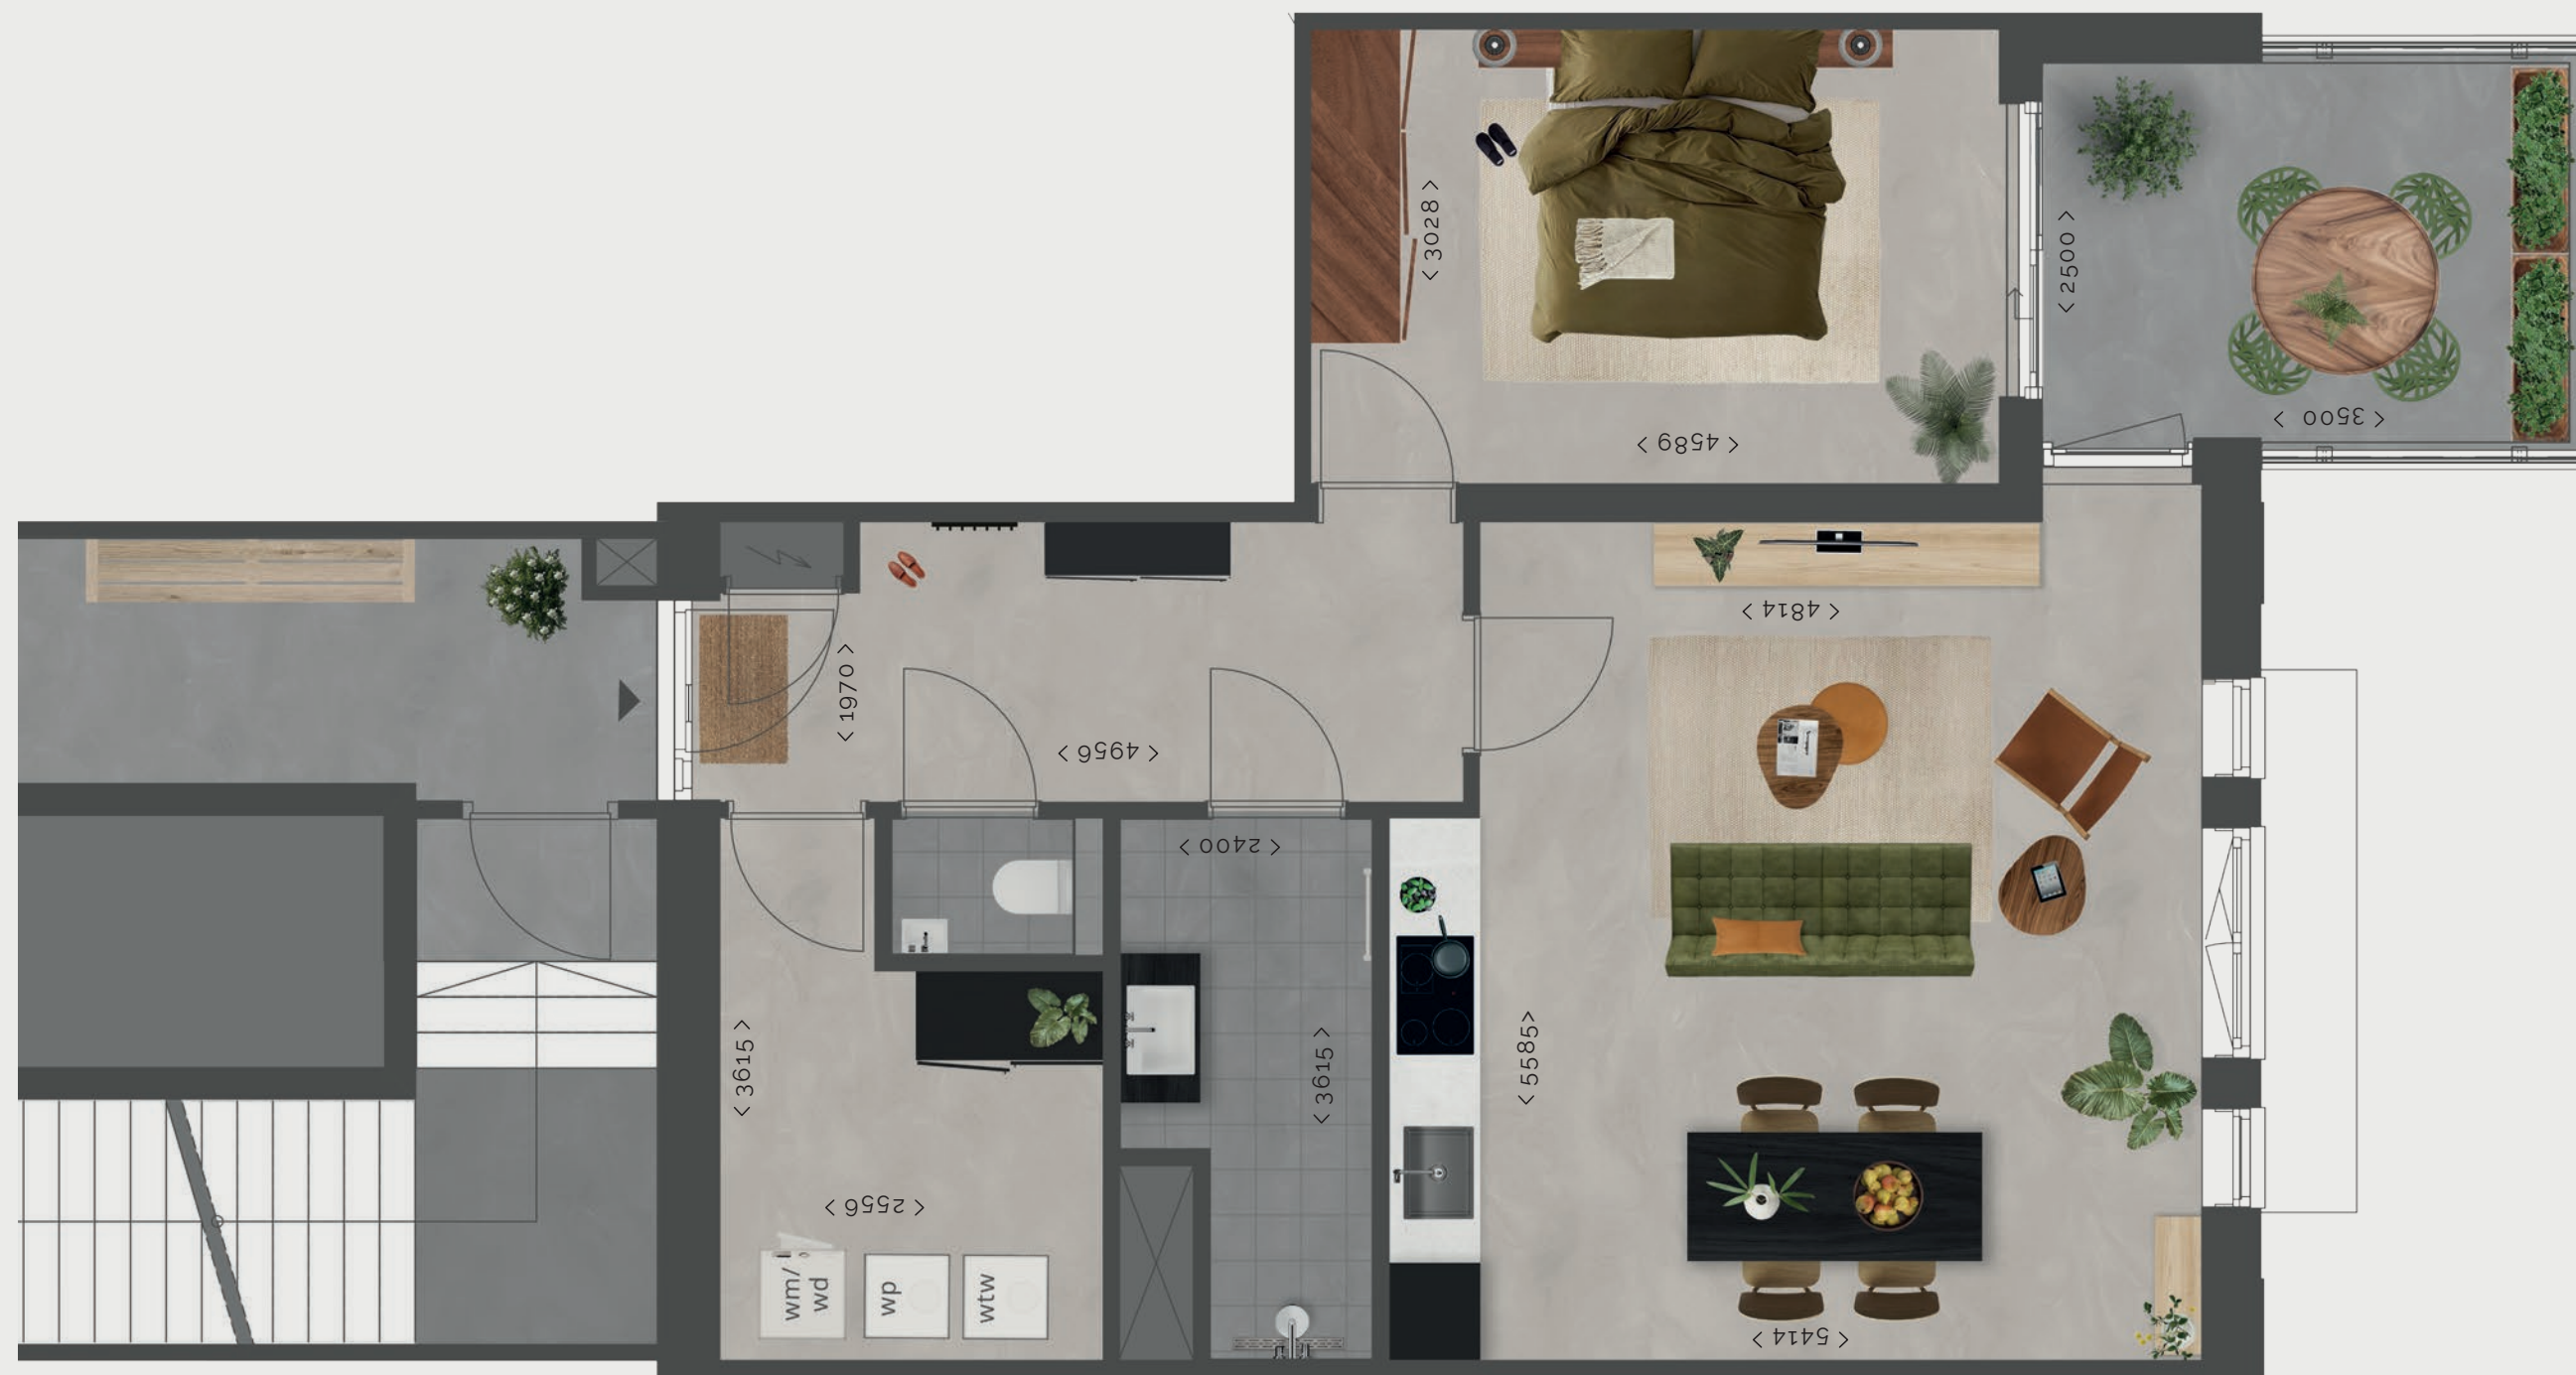 < 3028 >
< 4589 >
< 2500 >
< 3500 >
< 1970 >
< 4956 >
< 4814 >
< 2400 >
< 3615 >
< 3615 >
< 5585>
< 2556 >
wm/
wd
wp
wtw
< 5414 >